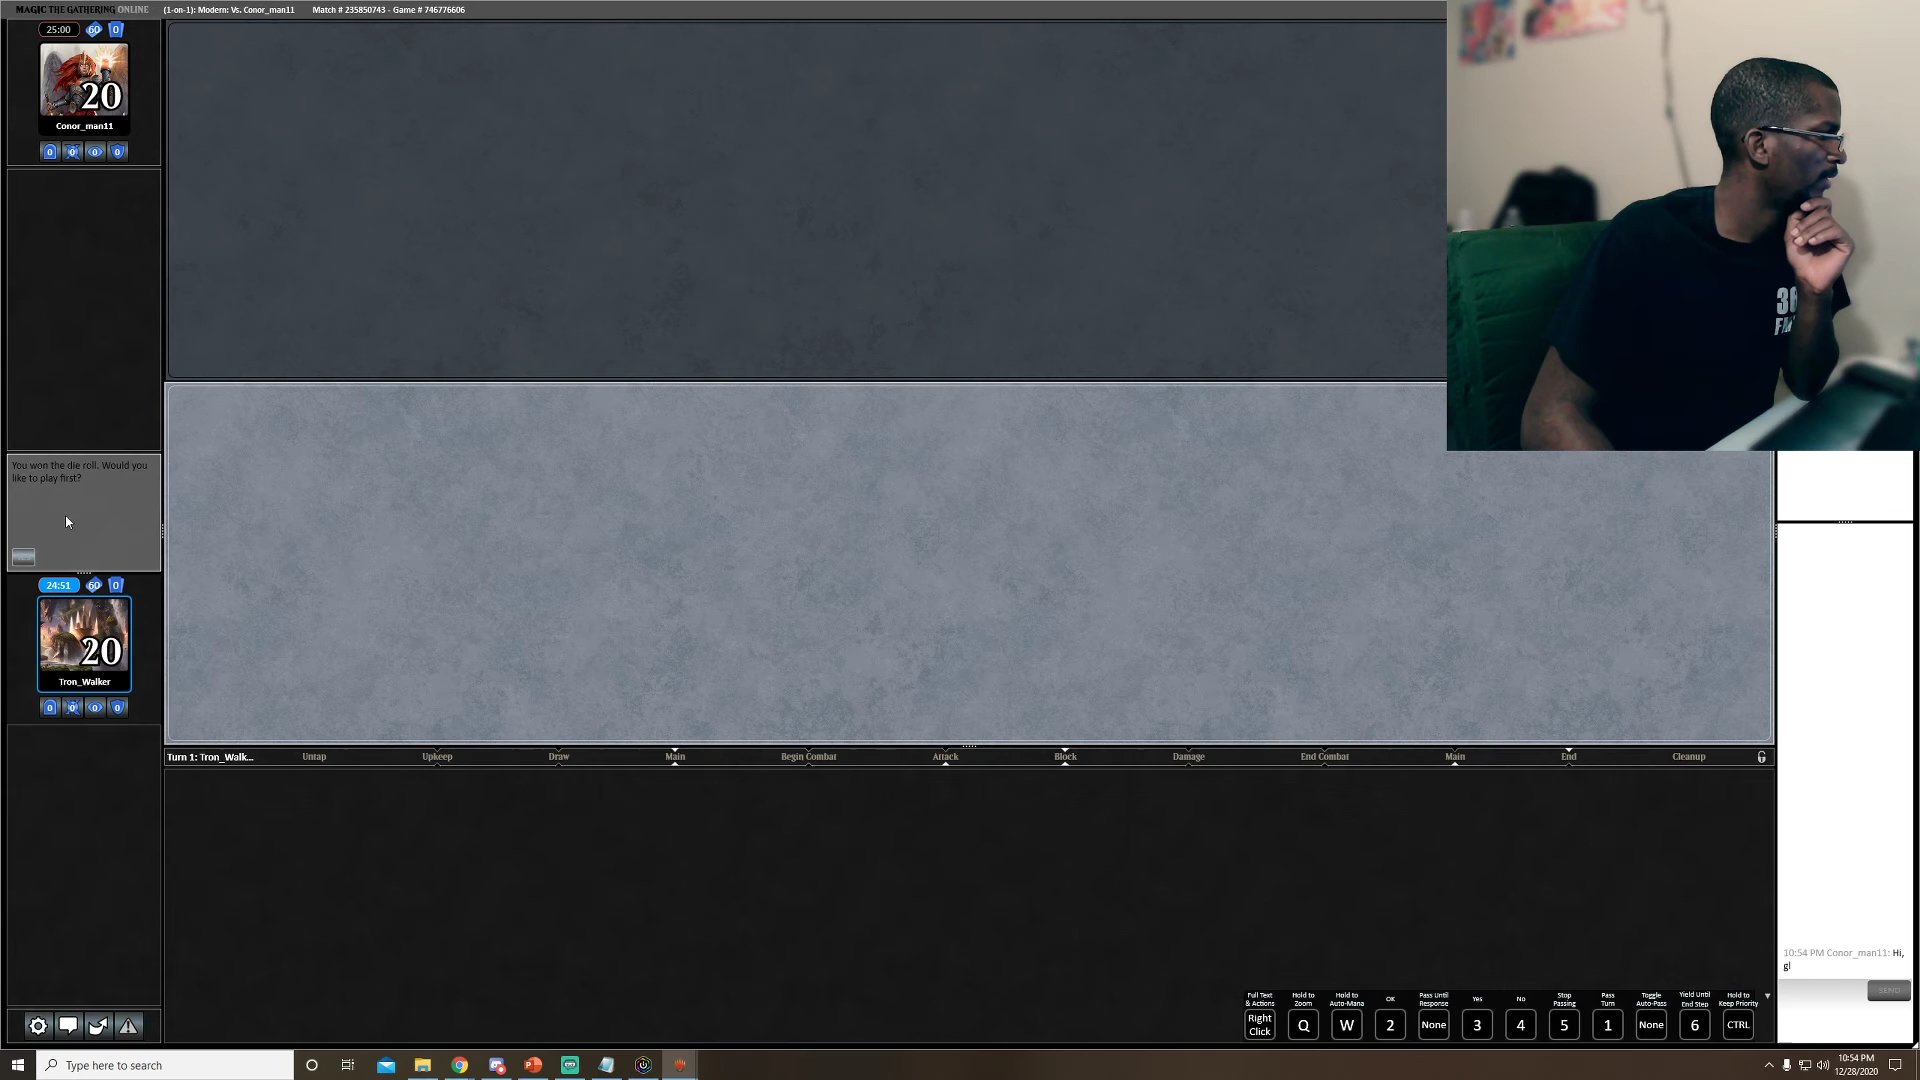 MAGIC THE GATHERING ONLINE
(1-on-1): Modern: Vs. Conor_man11 Match # 235850743 - Game # 746776606
25:00 60 0
20
Conor_man11
0 0 0 0
You won the die roll. Would you
like to play first?
24:51 60 0
20
Tron_Walker
0 0 0 0
Turn 1: Tron_Walk... Untap Upkeep Draw Main Begin Combat Attack Block Damage End Combat Main End Cleanup
36
10:54 PM Conor_man11: Hi,
gl
SEND
Full Text
& Actions
Right
Click
Hold to
Zoom
Q
Hold to
Auto-Mana
W
OK
2
Pass Until
Response
None
Yes
3
No
4
Stop
Passing
5
Pass
Turn
1
Toggle
Auto-Pass
None
Yield Until
End Step
6
Hold to
Keep Priority
CTRL
Type here to search
10:54 PM
12/28/2020